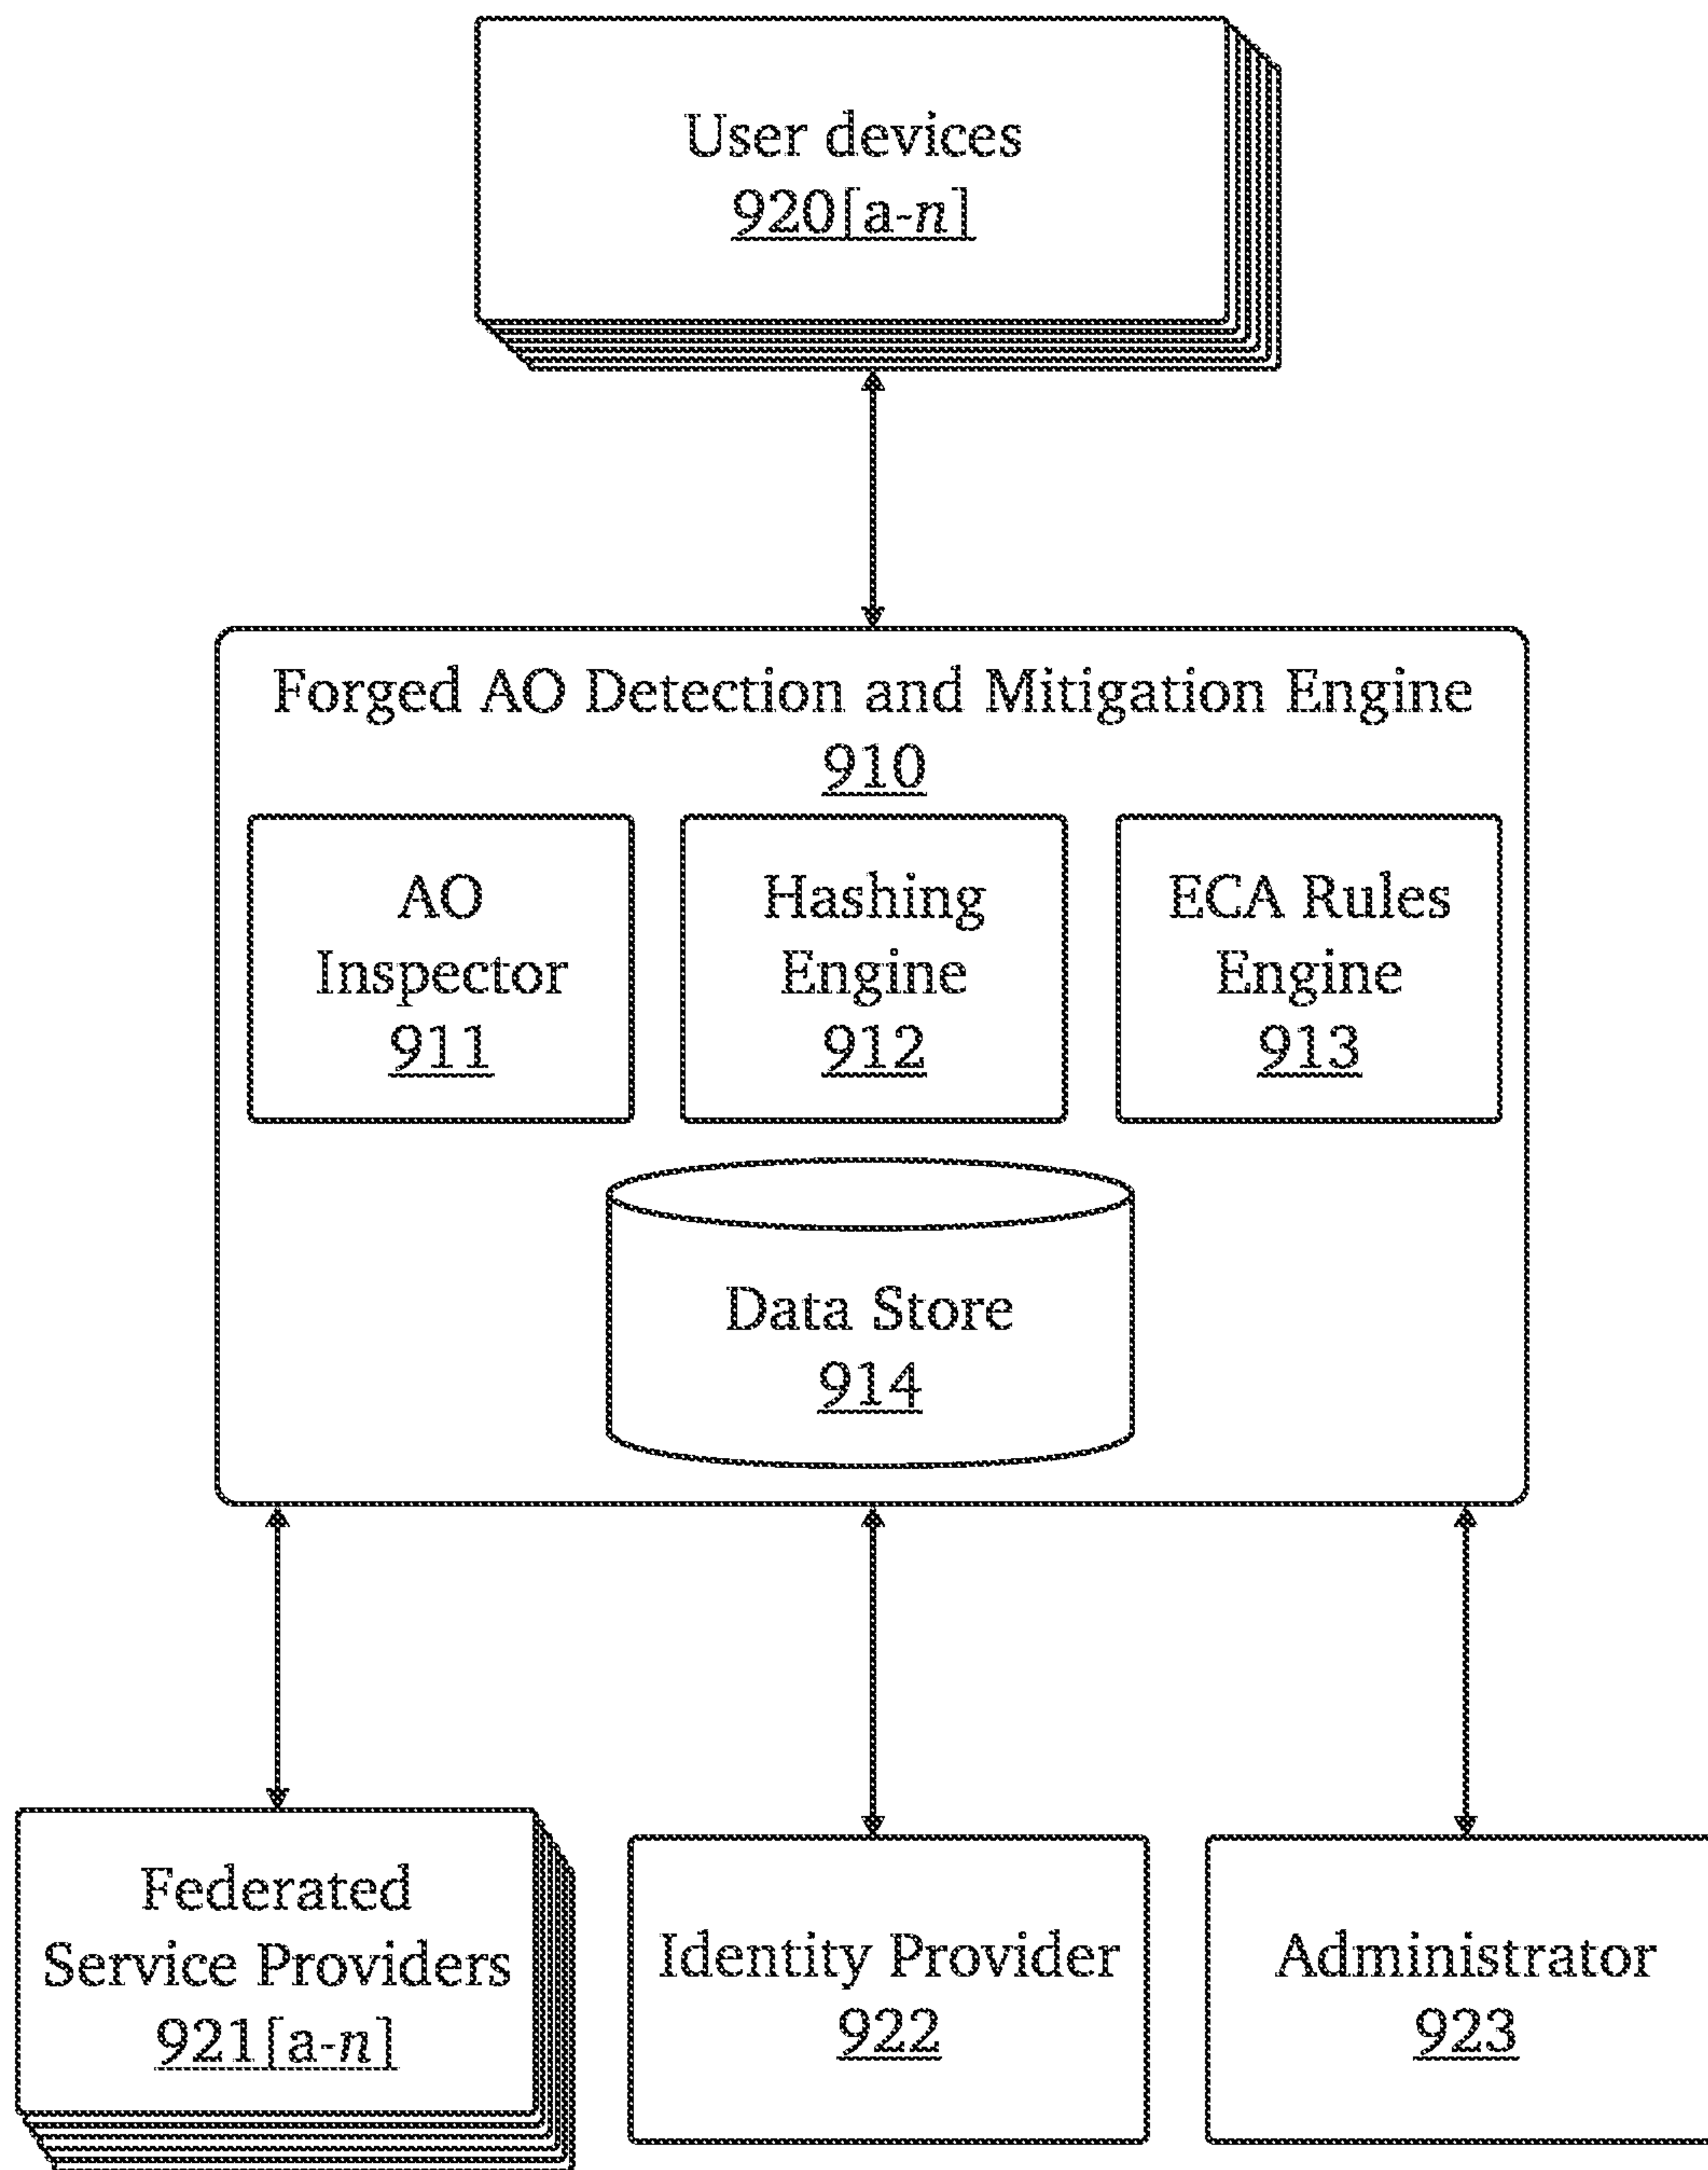 User devices
920[a-n]
Forged AO Detection and Mitigation Engine
910
AO
Inspector
911
Hashing
Engine
912
ECA Rules
Engine
913
Data Store
914
Federated
Service Providers
921[a-n]
Identity Provider
922
Administrator
923